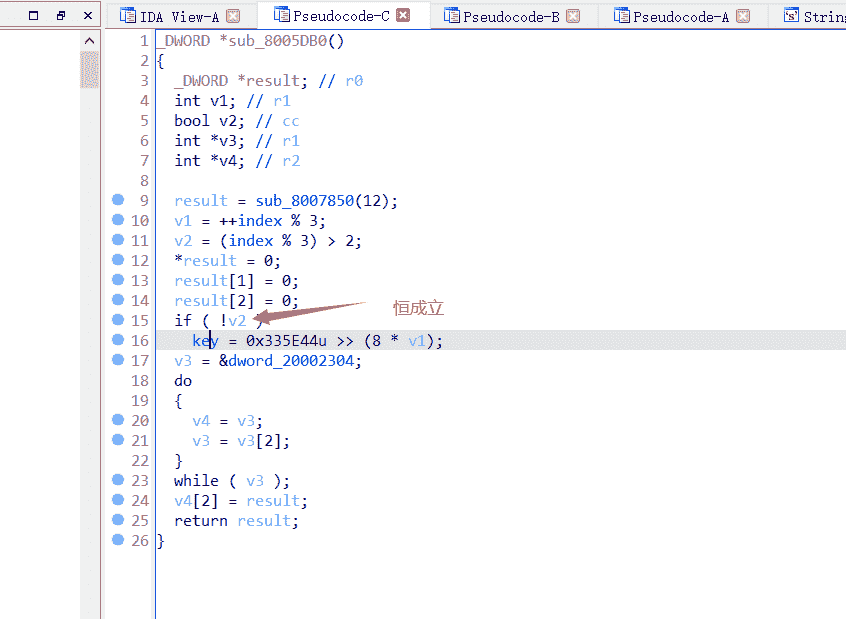 IDA View-A Pseudocode-C Pseudocode-B Pseudocode-A Strin
1 _DWORD *sub_8005DB0()
2 {
3 _DWORD *result; // r0
4 int v1; // r1
5 bool v2; // cc
6 int *v3; // r1
7 int *v4; // r2
8
9 result = sub_8007850(12);
10 v1 = ++index % 3;
11 v2 = (index % 3) > 2;
12 *result = 0;
13 result[1] = 0;
14 result[2] = 0;
15 if ( !v2 ) 恒成立
16 key = 0x335E44u >> (8 * v1);
17 v3 = &dword_20002304;
18 do
19 {
20 v4 = v3;
21 v3 = v3[2];
22 }
23 while ( v3 );
24 v4[2] = result;
25 return result;
26 }